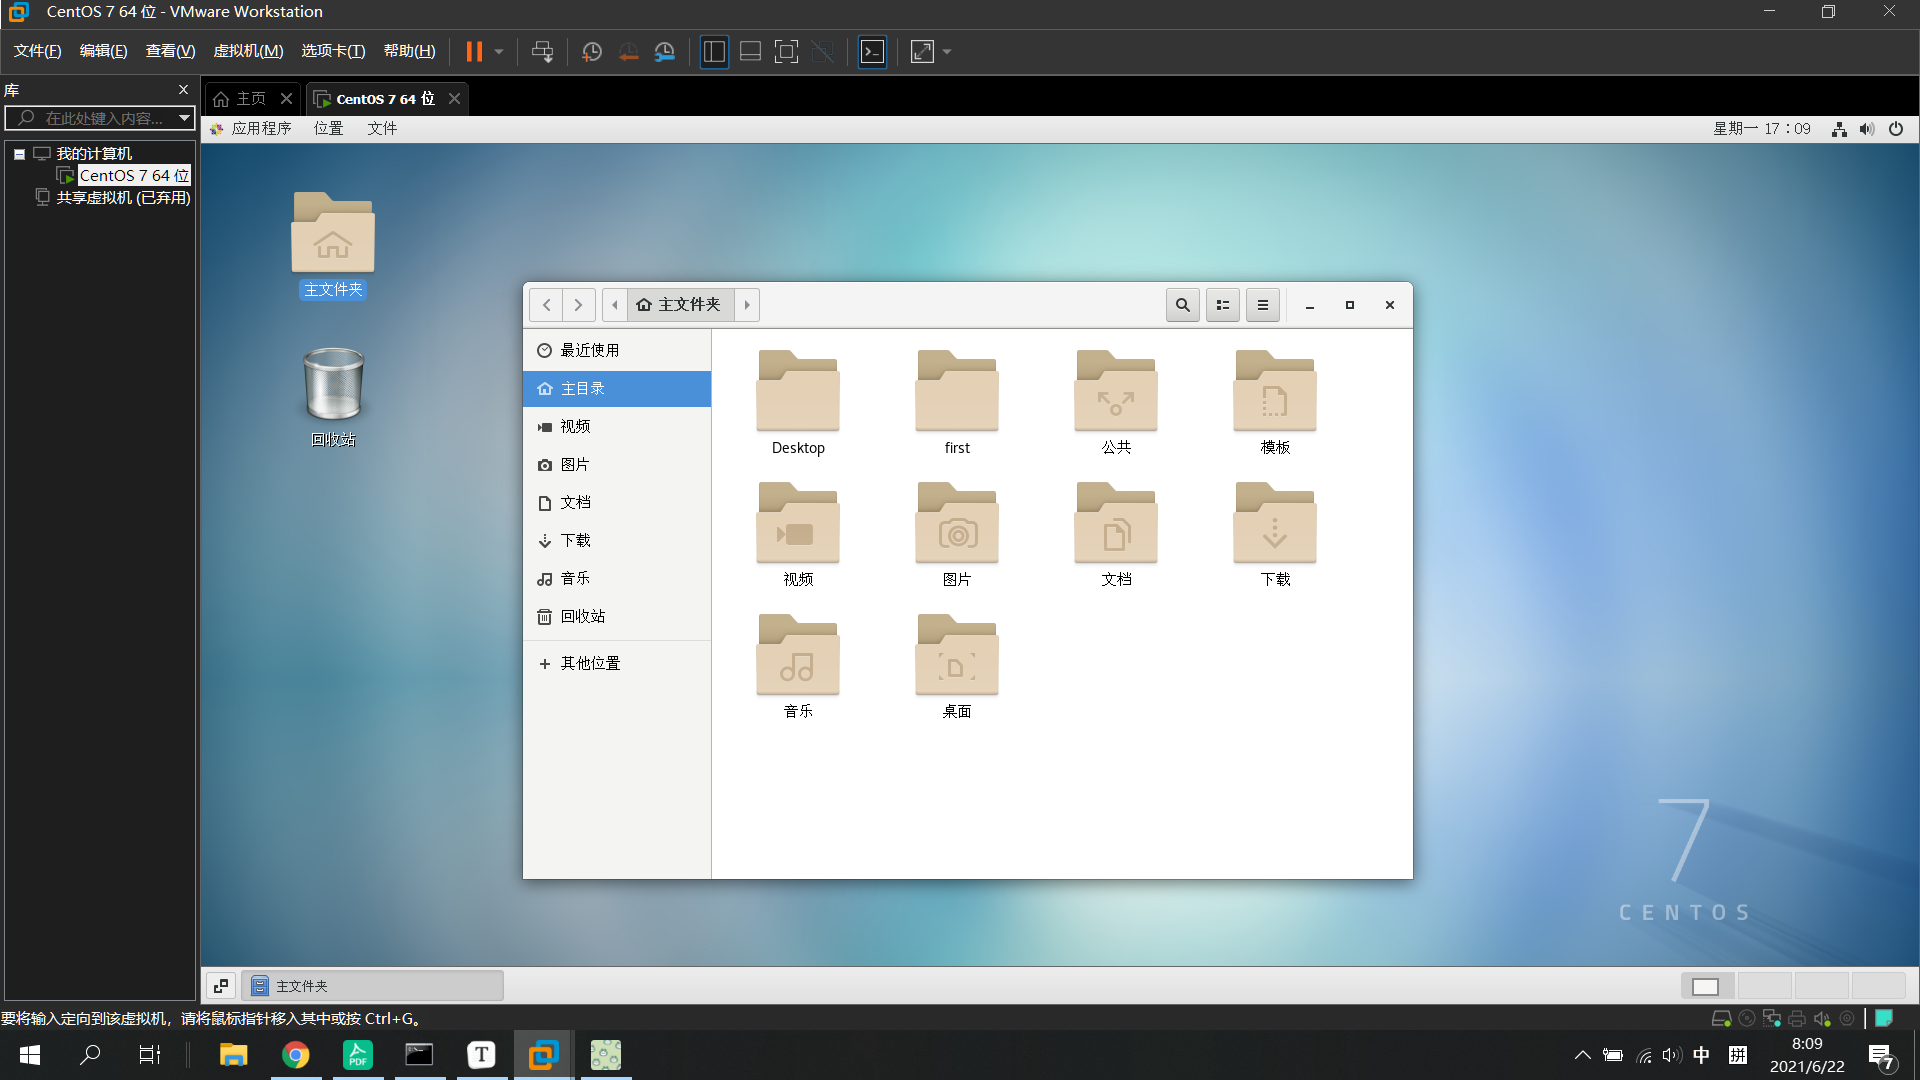 CentOS 7 64 位 - VMware Workstation
文件(F) 编辑(E) 查看(V) 虚拟机(M) 选项卡(T) 帮助(H)
库
在此处键入内容...
我的计算机
CentOS 7 64 位
共享虚拟机 (已弃用)
主页
CentOS 7 64 位
应用程序 位置 文件
星期一 17：09
主文件夹
回收站
主文件夹
最近使用
主目录
视频
图片
文档
下载
音乐
回收站
其他位置
Desktop
first
公共
模板
视频
图片
文档
下载
音乐
桌面
7
CENTOS
主文件夹
要将输入定向到该虚拟机，请将鼠标指针移入其中或按 Ctrl+G。
PDF
T
中
拼
8:09
2021/6/22
7